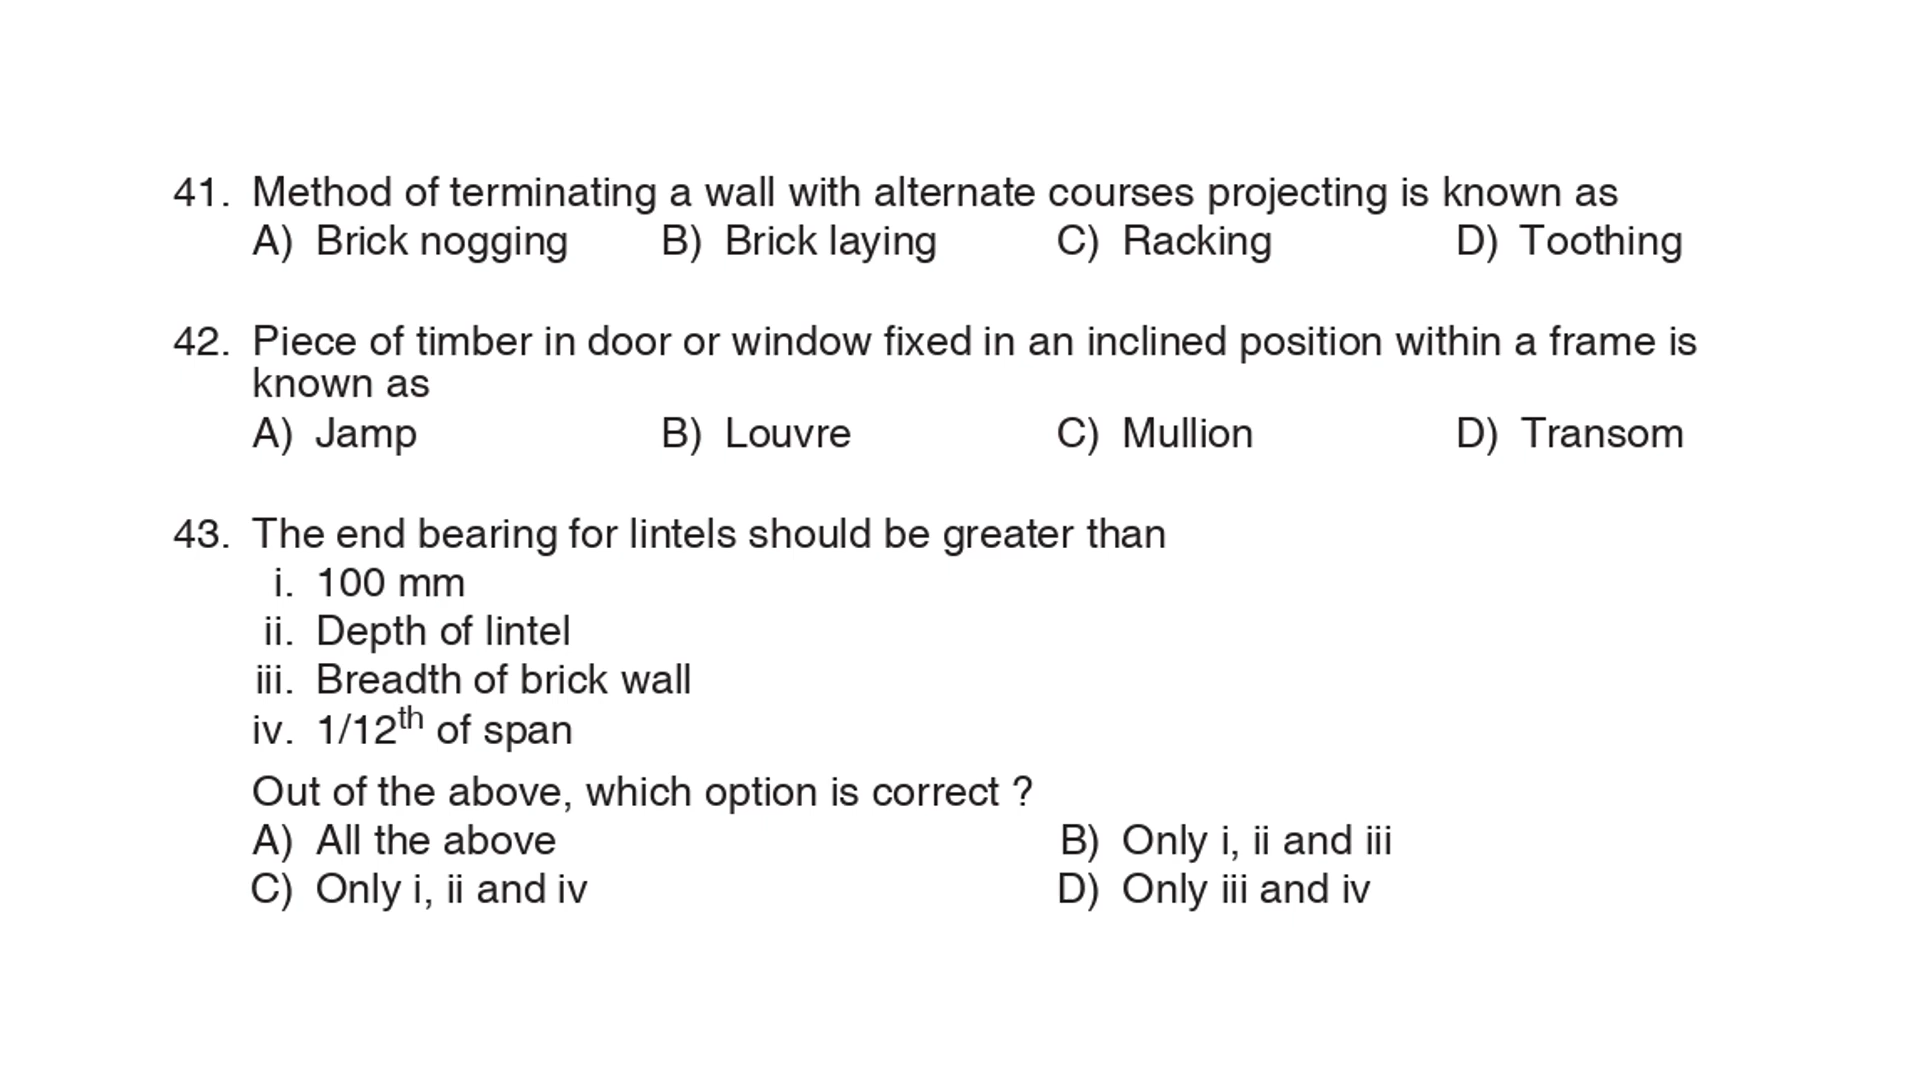 41. Method of terminating a wall with alternate courses projecting is known as
A) Brick nogging B) Brick laying C) Racking D) Toothing
42. Piece of timber in door or window fixed in an inclined position within a frame is
known as
A) Jamp B) Louvre C) Mullion D) Transom
43. The end bearing for lintels should be greater than
i. 100 mm
ii. Depth of lintel
iii. Breadth of brick wall
iv. 1/12th of span
Out of the above, which option is correct ?
A) All the above B) Only i, ii and iii
C) Only i, ii and iv D) Only iii and iv